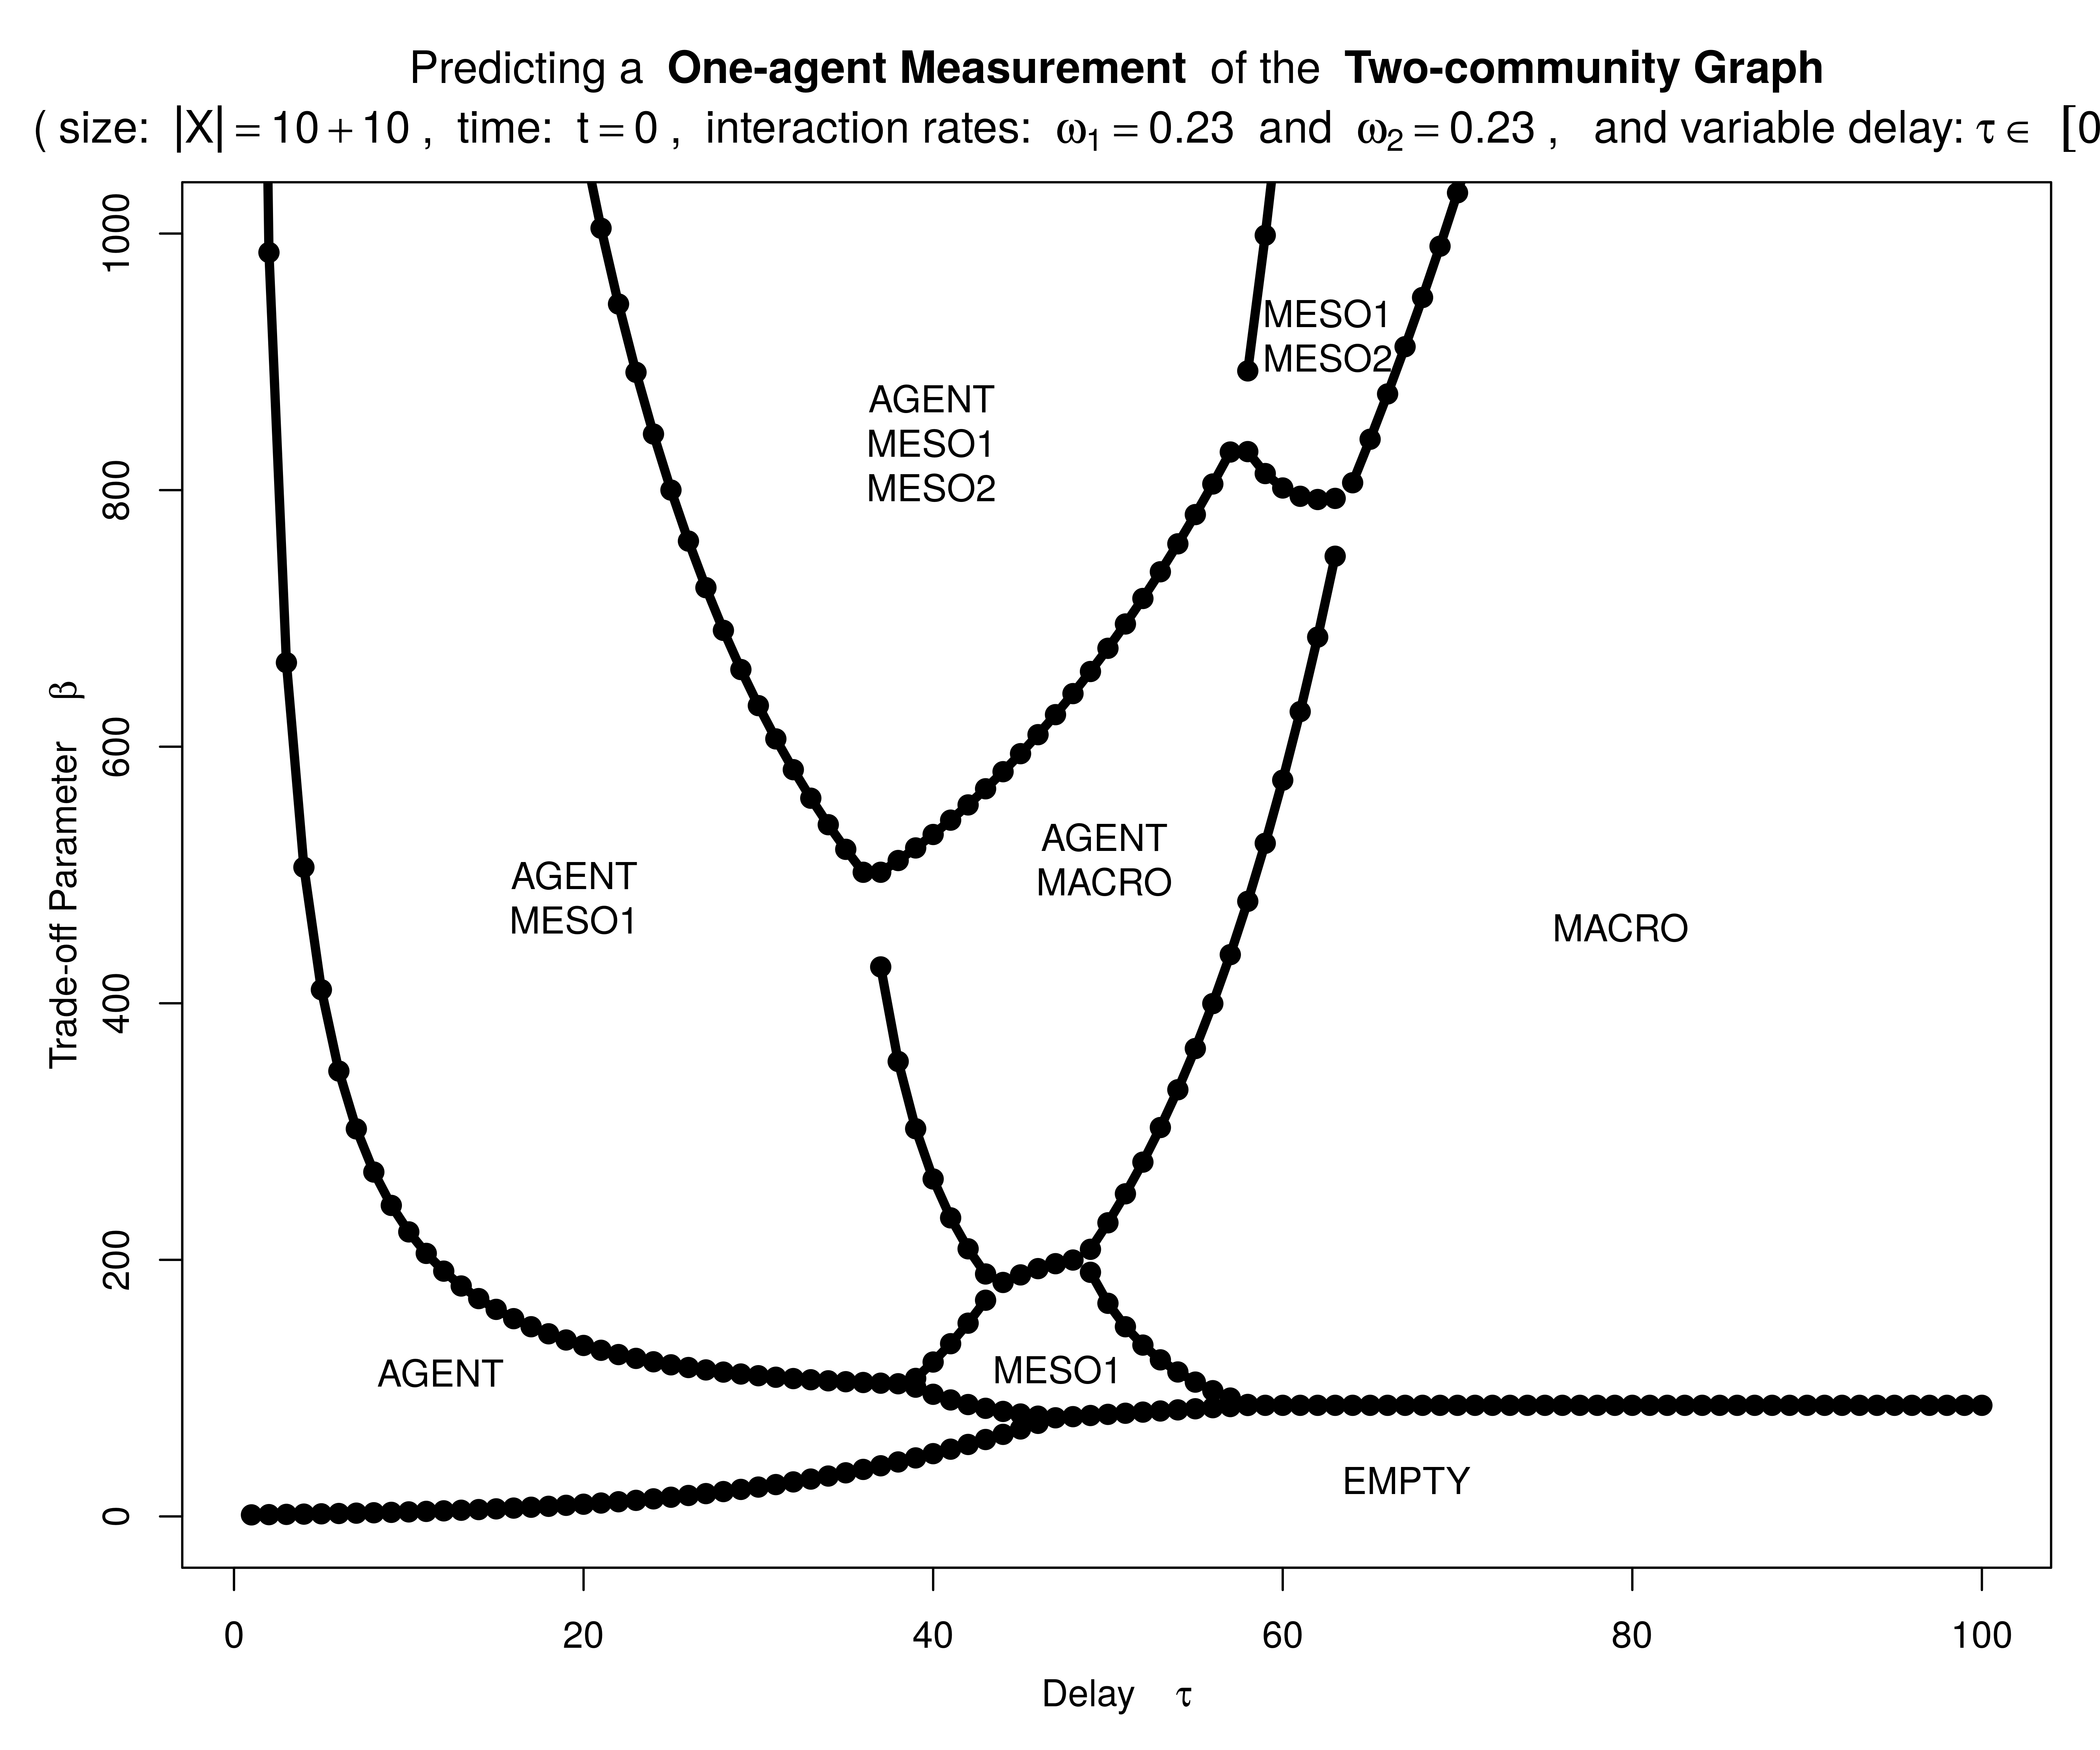 Predicting a One-agent Measurement of the Two-community Graph
( size: |X| = 10 + 10 , time: t = 0 , interaction rates: ω1 = 0.23 and ω2 = 0.23 , and variable delay: τ ∈ [0
1000
800
600
400
200
0
Trade-off Parameter β
MESO1
MESO2
AGENT
MESO1
MESO2
AGENT
MACRO
AGENT
MESO1
MACRO
AGENT
MESO1
EMPTY
0 20 40 60 80 100
Delay τ